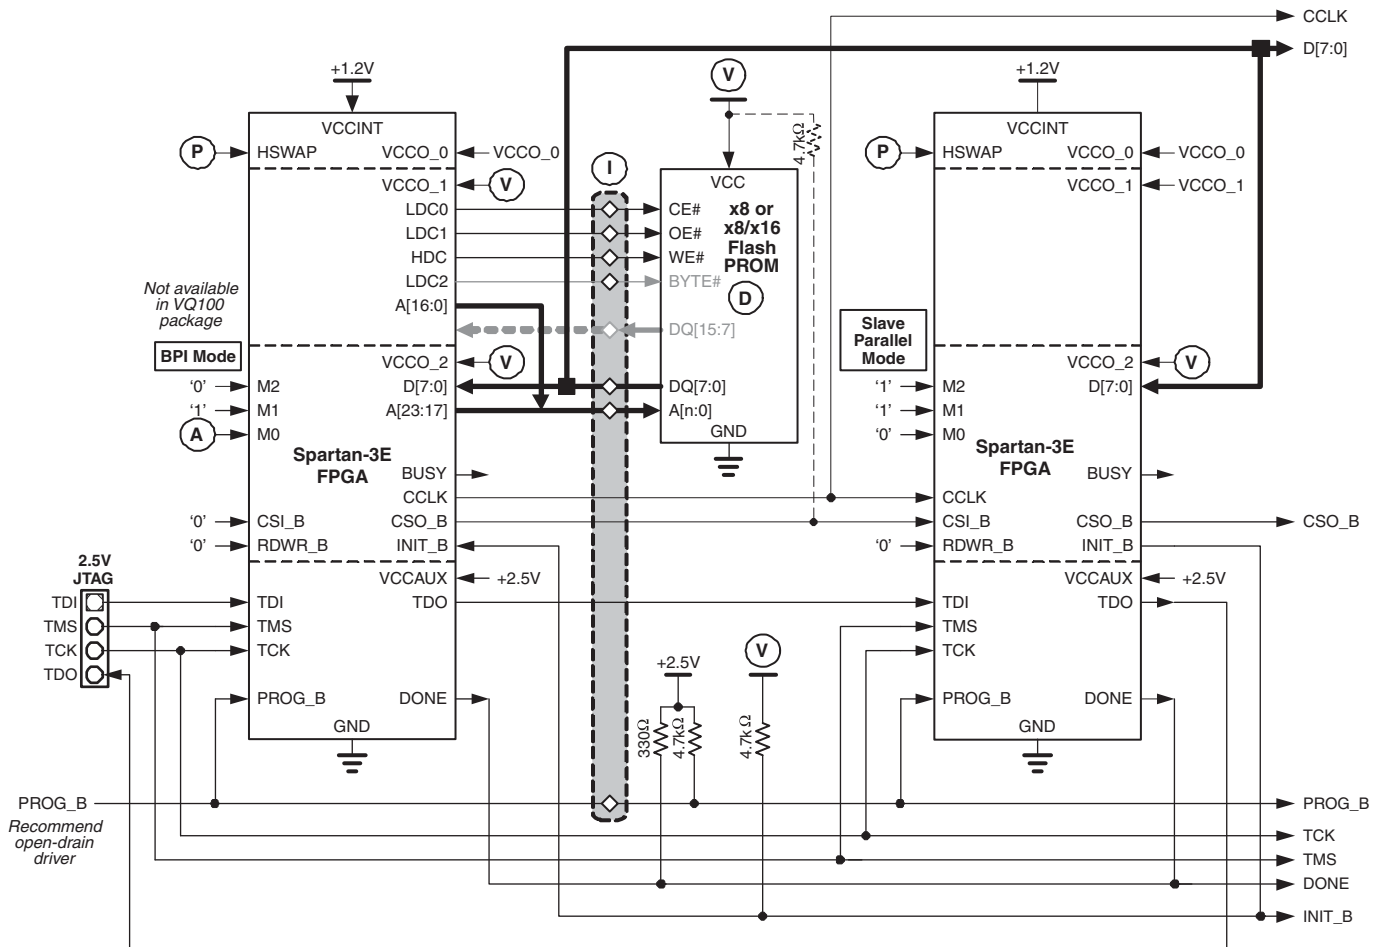 CCLK
D[7:0]
+1.2V
V
+1.2V
VCCINT
P
HSWAP
VCCO_0
VCCO_0
VCCO_1
V
LDC0
LDC1
HDC
LDC2
A[16:0]
Not available
in VQ100
package
BPI Mode
VCCO_2
V
'0'
M2
D[7:0]
'1'
M1
A[23:17]
A
M0
Spartan-3E
FPGA
BUSY
CCLK
'0'
CSI_B
CSO_B
'0'
RDWR_B
INIT_B
2.5V
JTAG
VCCAUX
+2.5V
TDI
TDI
TDO
TMS
TMS
TCK
TCK
TDO
PROG_B
DONE
GND
I
4.7kΩ
VCC
CE#
x8 or
x8/x16
Flash
PROM
OE#
WE#
BYTE#
D
DQ[15:7]
DQ[7:0]
A[n:0]
GND
VCCINT
P
HSWAP
VCCO_0
VCCO_0
VCCO_1
VCCO_1
Slave
Parallel
Mode
VCCO_2
V
'1'
M2
D[7:0]
'1'
M1
'0'
M0
Spartan-3E
FPGA
BUSY
CCLK
CSI_B
CSO_B
CSO_B
'0'
RDWR_B
INIT_B
VCCAUX
+2.5V
TDI
TDO
TMS
TCK
PROG_B
DONE
GND
+2.5V
V
330Ω
4.7kΩ
4.7kΩ
PROG_B
Recommend
open-drain
driver
PROG_B
TCK
TMS
DONE
INIT_B